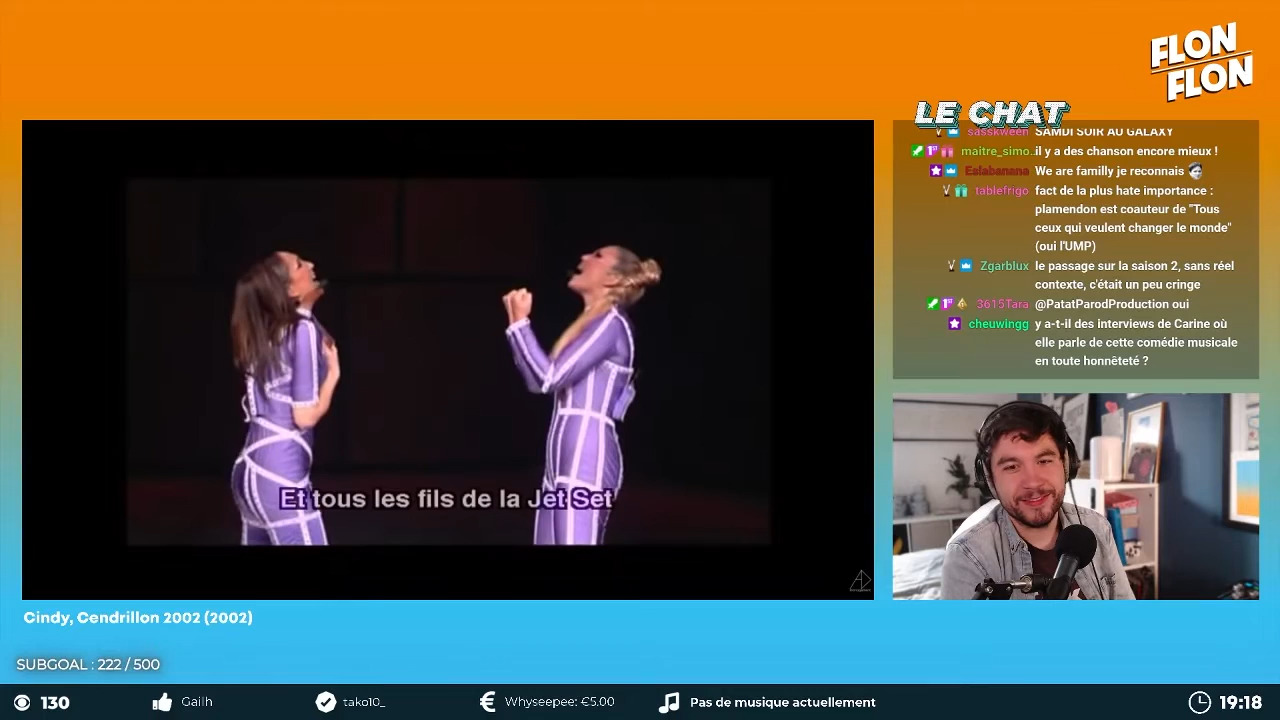 FLON
FLON
LE CHAT
sasskween SAMDI SOIR AU GALAXY
maitre_simo.. il y a des chanson encore mieux !
Eslabanana We are familly je reconnais
tablefrigo fact de la plus hate importance :
plamendon est coauteur de "Tous
ceux qui veulent changer le monde"
(oui l'UMP)
Zgarblux le passage sur la saison 2, sans réel
contexte, c'était un peu cringe
3615Tara @PatatParodProduction oui
cheuwingg y a-t-il des interviews de Carine où
elle parle de cette comédie musicale
en toute honnêteté ?
Et tous les fils de la Jet Set
Cindy, Cendrillon 2002 (2002)
SUBGOAL : 222 / 500
130
Gailh
tako10_
€ Whyseepee: €5.00
Pas de musique actuellement
19:18